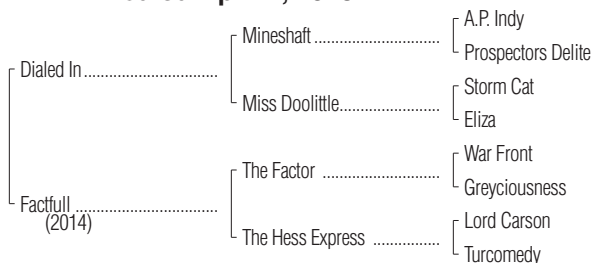 A.P. Indy
Mineshaft
Prospectors Delite
Dialed In
Storm Cat
Miss Doolittle
Eliza
War Front
The Factor
Greyciousness
Factfull
(2014)
Lord Carson
The Hess Express
Turcomedy